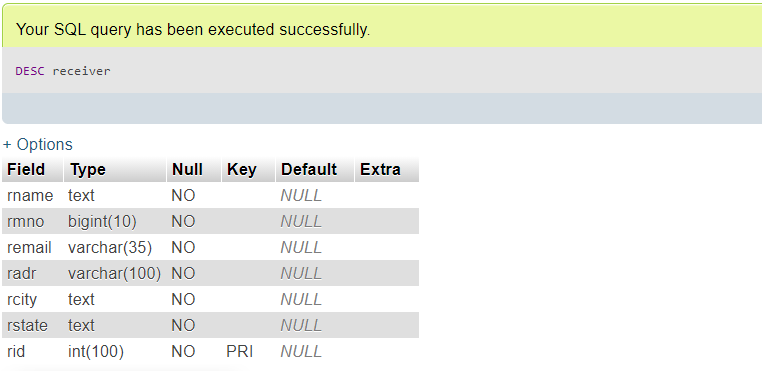 Your SQL query has been executed successfully.
DESC receiver
+ Options
Field Type Null Key Default Extra
rname text NO NULL
rmno bigint(10) NO NULL
remail varchar(35) NO NULL
radr varchar(100) NO NULL
rcity text NO NULL
rstate text NO NULL
rid int(100) NO PRI NULL